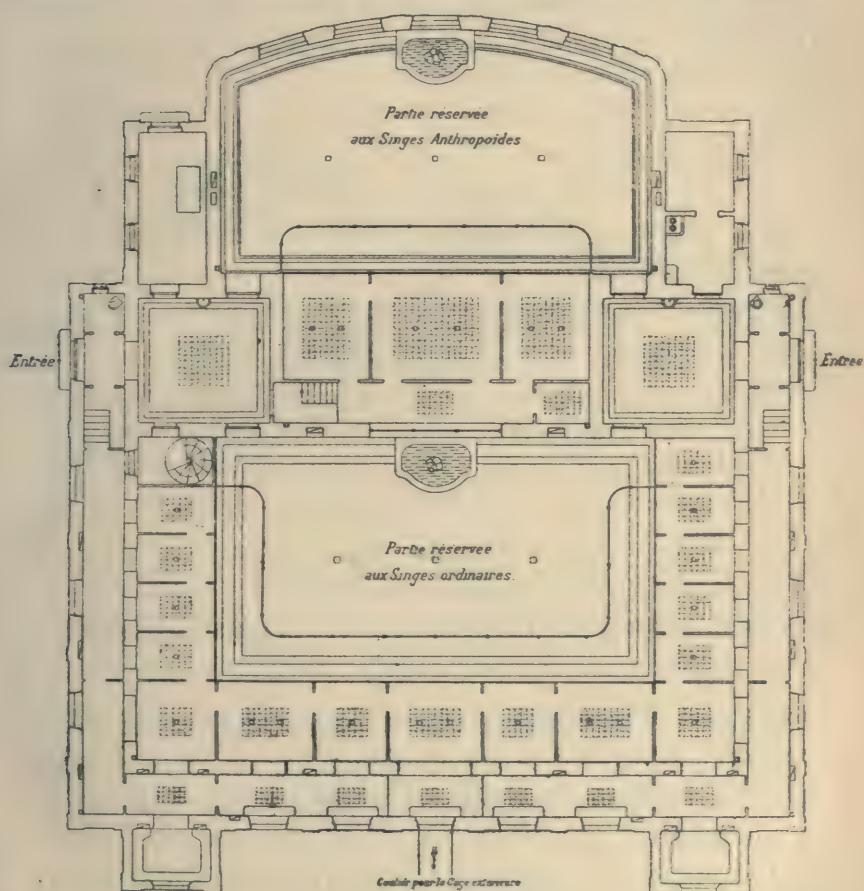 Partie réservée
aux Singes Anthropoïdes
Entrée
Entrée
Partie réservée
aux Singes ordinaires.
Couloir pour la Cage extérieure